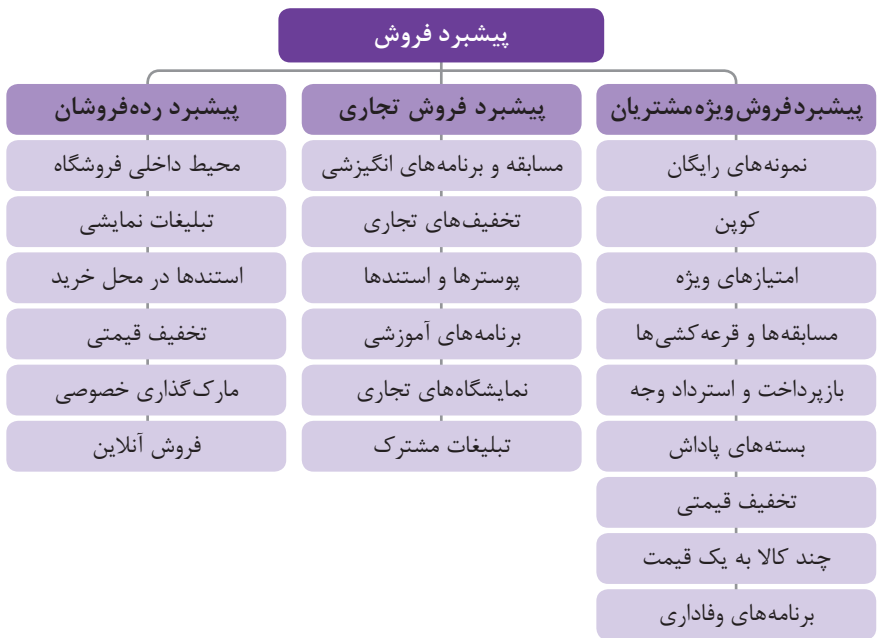 پیشبرد فروش
پیشبرد فروش ویژه مشتریان
نمونه‌های رایگان
کوپن
امتیازهای ویژه
مسابقه‌ها و قرعه‌کشی‌ها
بازپرداخت و استرداد وجه
بسته‌های پاداش
تخفیف قیمتی
چند کالا به یک قیمت
برنامه‌های وفاداری
پیشبرد فروش تجاری
مسابقه و برنامه‌های انگیزشی
تخفیف‌های تجاری
پوسترها و استندها
برنامه‌های آموزشی
نمایشگاه‌های تجاری
تبلیغات مشترک
پیشبرد رده‌فروشان
محیط داخلی فروشگاه
تبلیغات نمایشی
استندها در محل خرید
تخفیف قیمتی
مارک‌گذاری خصوصی
فروش آنلاین